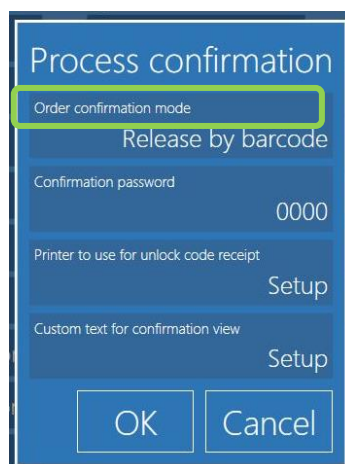 Process confirmation
Order confirmation mode
Release by barcode
Confirmation password
0000
Printer to use for unlock code receipt
Setup
Custom text for confirmation view
Setup
OK
Cancel